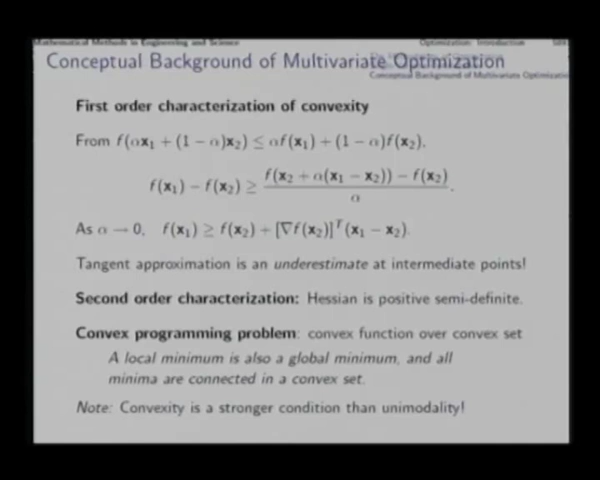 Mathematical Methods in Engineering and Science
Optimization: Introduction
Conceptual Background of Multivariate Optimization
Conceptual Background of Multivariate Optimizatio
First order characterization of convexity
From f(αx₁ + (1 − α)x₂) ≤ αf(x₁) + (1 − α)f(x₂),
f(x₁) − f(x₂) ≥ f(x₂ + α(x₁ − x₂)) − f(x₂) / α.
As α → 0, f(x₁) ≥ f(x₂) + [∇f(x₂)]ᵀ(x₁ − x₂).
Tangent approximation is an underestimate at intermediate points!
Second order characterization: Hessian is positive semi-definite.
Convex programming problem: convex function over convex set
A local minimum is also a global minimum, and all
minima are connected in a convex set.
Note: Convexity is a stronger condition than unimodality!